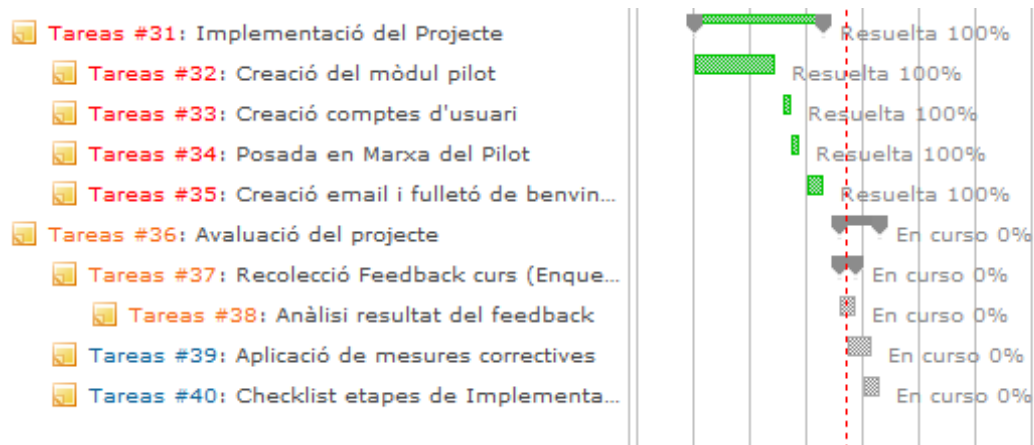 Tareas #31: Implementació del Projecte Resuelta 100%
Tareas #32: Creació del mòdul pilot Resuelta 100%
Tareas #33: Creació comptes d'usuari Resuelta 100%
Tareas #34: Posada en Marxa del Pilot Resuelta 100%
Tareas #35: Creació email i fulletó de benvin... Resuelta 100%
Tareas #36: Avaluació del projecte En curso 0%
Tareas #37: Recolecció Feedback curs (Enque... En curso 0%
Tareas #38: Anàlisi resultat del feedback En curso 0%
Tareas #39: Aplicació de mesures correctives En curso 0%
Tareas #40: Checklist etapes de Implementa... En curso 0%